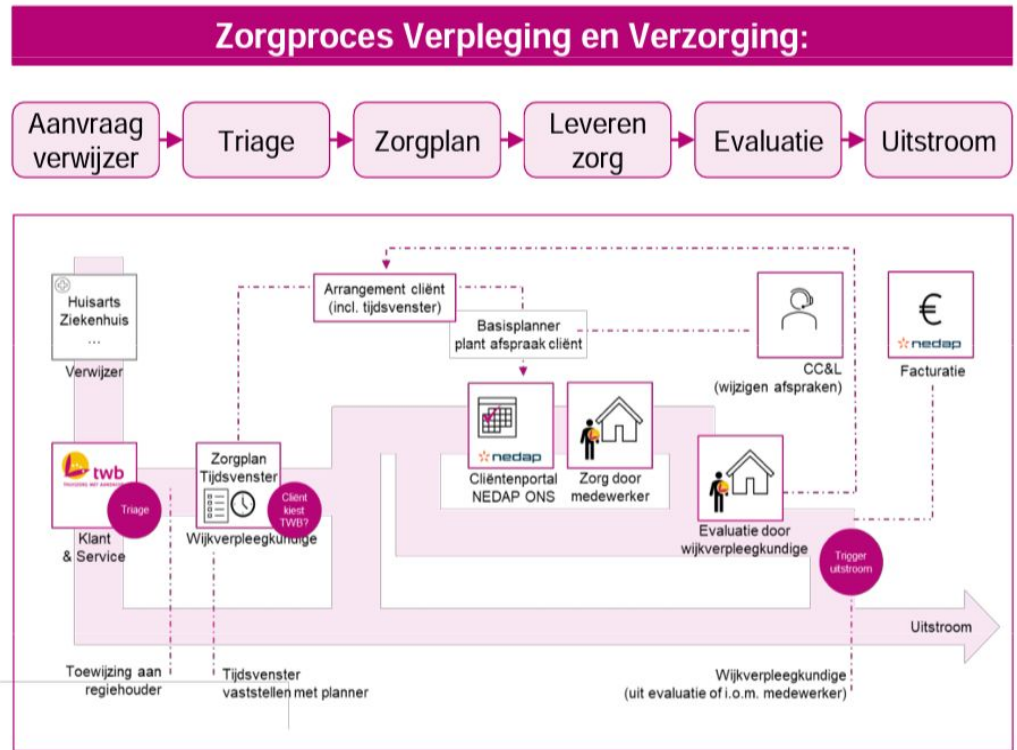 Zorgproces Verpleging en Verzorging:
Aanvraag
verwijzer
Triage
Zorgplan
Leveren
zorg
Evaluatie
Uitstroom
Huisarts
Ziekenhuis
...
Verwijzer
Arrangement cliënt
(incl. tijdsvenster)
Basisplanner
plant afspraak cliënt
CC&L
(wijzigen afspraken)
€
nedap
Facturatie
twb
THUISZORG MET AANDACHT
Triage
Klant
& Service
Zorgplan
Tijdsvenster
Cliënt
kiest
TWB?
Wijkverpleegkundige
nedap
Cliëntenportal
NEDAP ONS
Zorg door
medewerker
Evaluatie door
wijkverpleegkundige
Trigger
uitstroom
Uitstroom
Toewijzing aan
regiehouder
Tijdsvenster
vaststellen met planner
Wijkverpleegkundige
(uit evaluatie of i.o.m. medewerker)